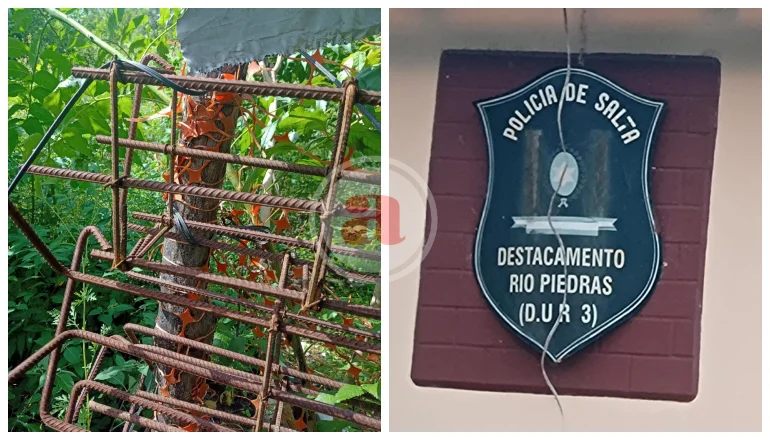 POLICIA DE SALTA
DESTACAMENTO
RIO PIEDRAS
(D.U R 3)
a